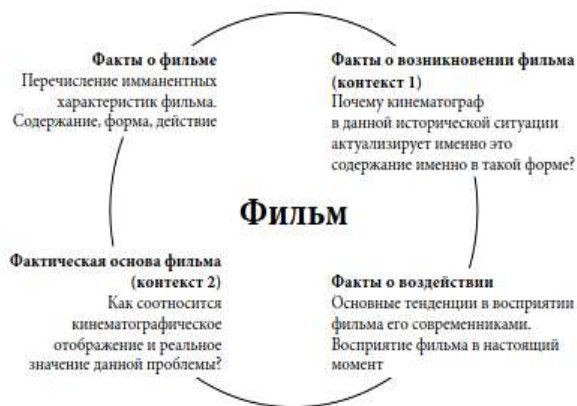 Факты о фильме
Перечисление имманентных
характеристик фильма.
Содержание, форма, действие
Факты о возникновении фильма
(контекст 1)
Почему кинематограф
в данной исторической ситуации
актуализирует именно это
содержание именно в такой форме?
Фильм
Фактическая основа фильма
(контекст 2)
Как соотносится
кинематографическое
отображение и реальное
значение данной проблемы?
Факты о воздействии
Основные тенденции в восприятии
фильма его современниками.
Восприятие фильма в настоящий
момент